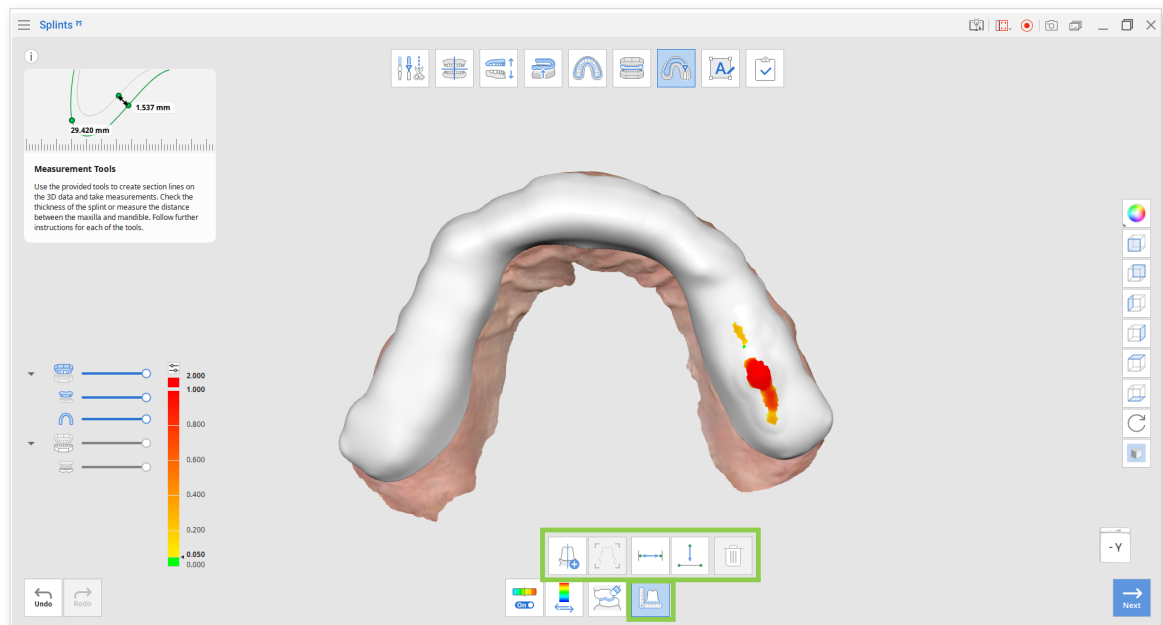 Splints
1.537 mm
29.420 mm
Measurement Tools
Use the provided tools to create section lines on
the 3D data and take measurements. Check the
thickness of the splint or measure the distance
between the maxilla and mandible. Follow further
instructions for each of the tools.
A
2.000
1.000
0.800
0.600
0.400
0.200
0.050
0.000
-Y
Undo
Redo
On
Next